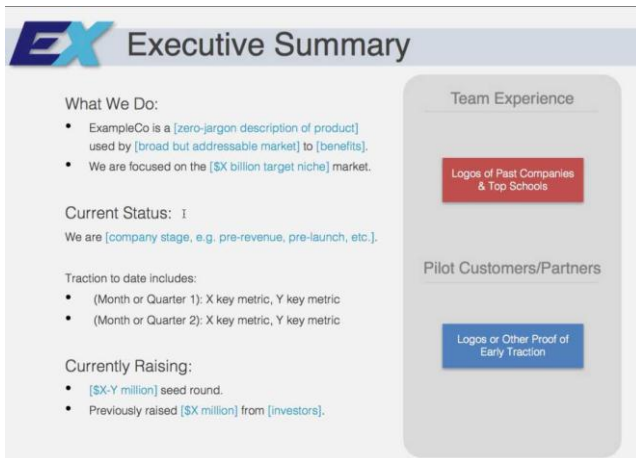 EX Executive Summary
What We Do:
• ExampleCo is a [zero-jargon description of product]
used by [broad but addressable market] to [benefits].
• We are focused on the [$X billion target niche] market.
Current Status:
We are [company stage, e.g. pre-revenue, pre-launch, etc.].
Traction to date includes:
• (Month or Quarter 1): X key metric, Y key metric
• (Month or Quarter 2): X key metric, Y key metric
Currently Raising:
• [$X-Y million] seed round.
• Previously raised [$X million] from [investors].
Team Experience
Logos of Past Companies
& Top Schools
Pilot Customers/Partners
Logos or Other Proof of
Early Traction